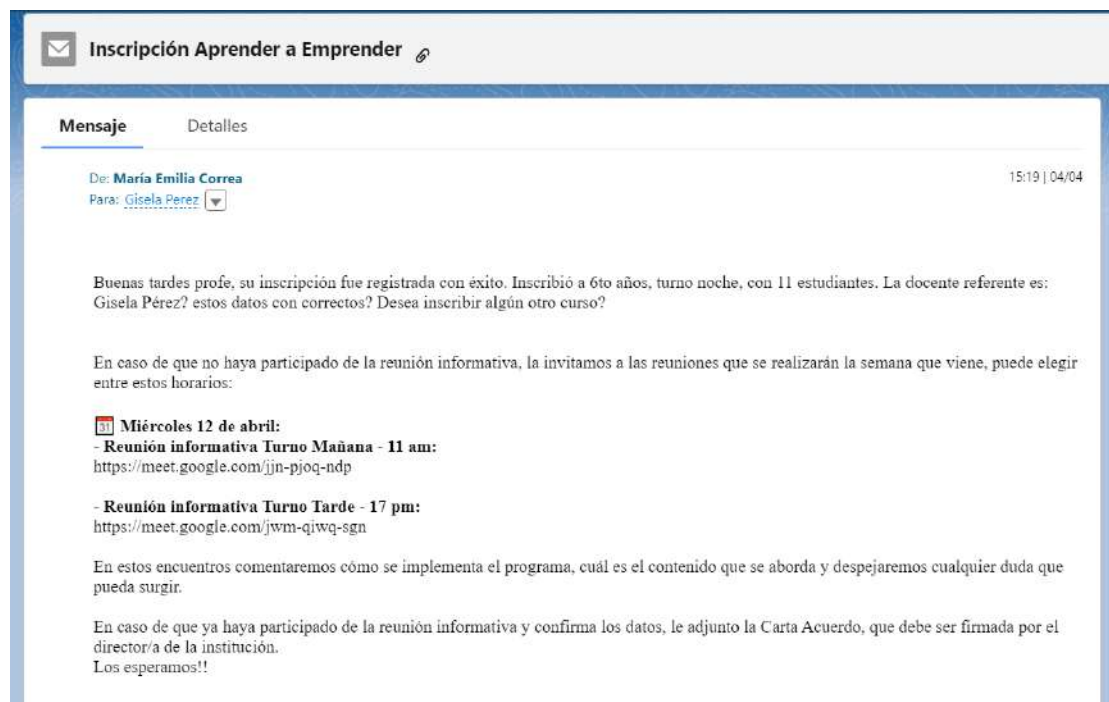 Inscripción Aprender a Emprender
Mensaje Detalles
De: María Emilia Correa 15:19 | 04/04
Para: Gisela Perez
Buenas tardes profe, su inscripción fue registrada con éxito. Inscribió a 6to años, turno noche, con 11 estudiantes. La docente referente es:
Gisela Pérez? estos datos con correctos? Desea inscribir algún otro curso?
En caso de que no haya participado de la reunión informativa, la invitamos a las reuniones que se realizarán la semana que viene, puede elegir
entre estos horarios:
31 Miércoles 12 de abril:
- Reunión informativa Turno Mañana - 11 am:
https://meet.google.com/jjn-pjoq-ndp
- Reunión informativa Turno Tarde - 17 pm:
https://meet.google.com/jwm-qiwq-sgn
En estos encuentros comentaremos cómo se implementa el programa, cuál es el contenido que se aborda y despejaremos cualquier duda que
pueda surgir.
En caso de que ya haya participado de la reunión informativa y confirma los datos, le adjunto la Carta Acuerdo, que debe ser firmada por el
director/a de la institución.
Los esperamos!!